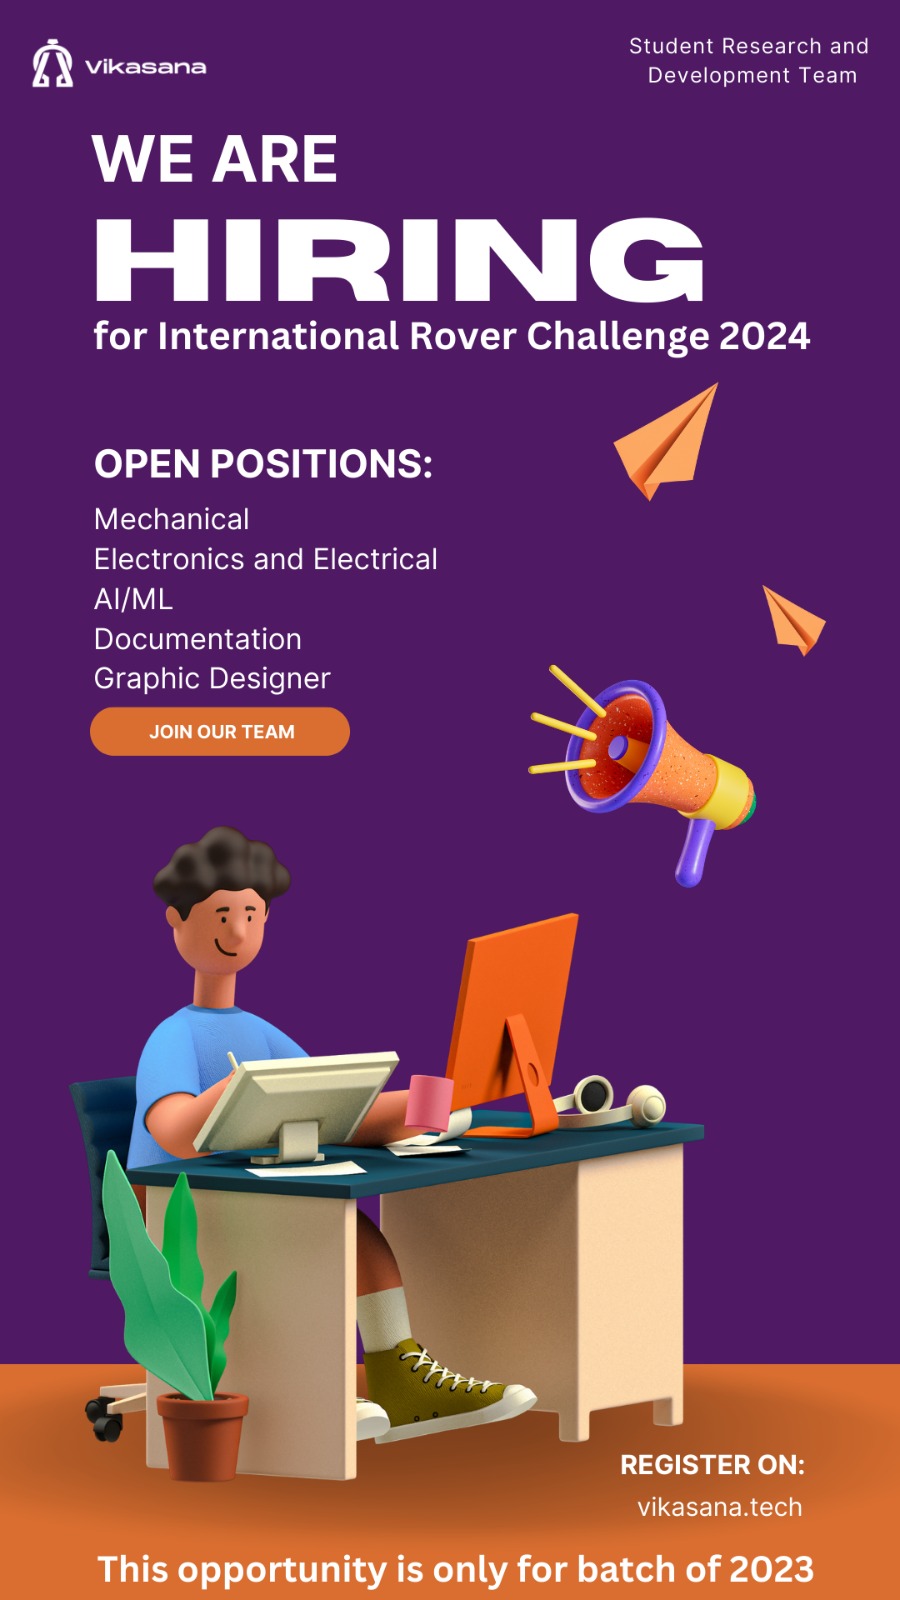 Vikasana
Student Research and
Development Team
WE ARE
HIRING
for International Rover Challenge 2024
OPEN POSITIONS:
Mechanical
Electronics and Electrical
AI/ML
Documentation
Graphic Designer
JOIN OUR TEAM
REGISTER ON:
vikasana.tech
This opportunity is only for batch of 2023